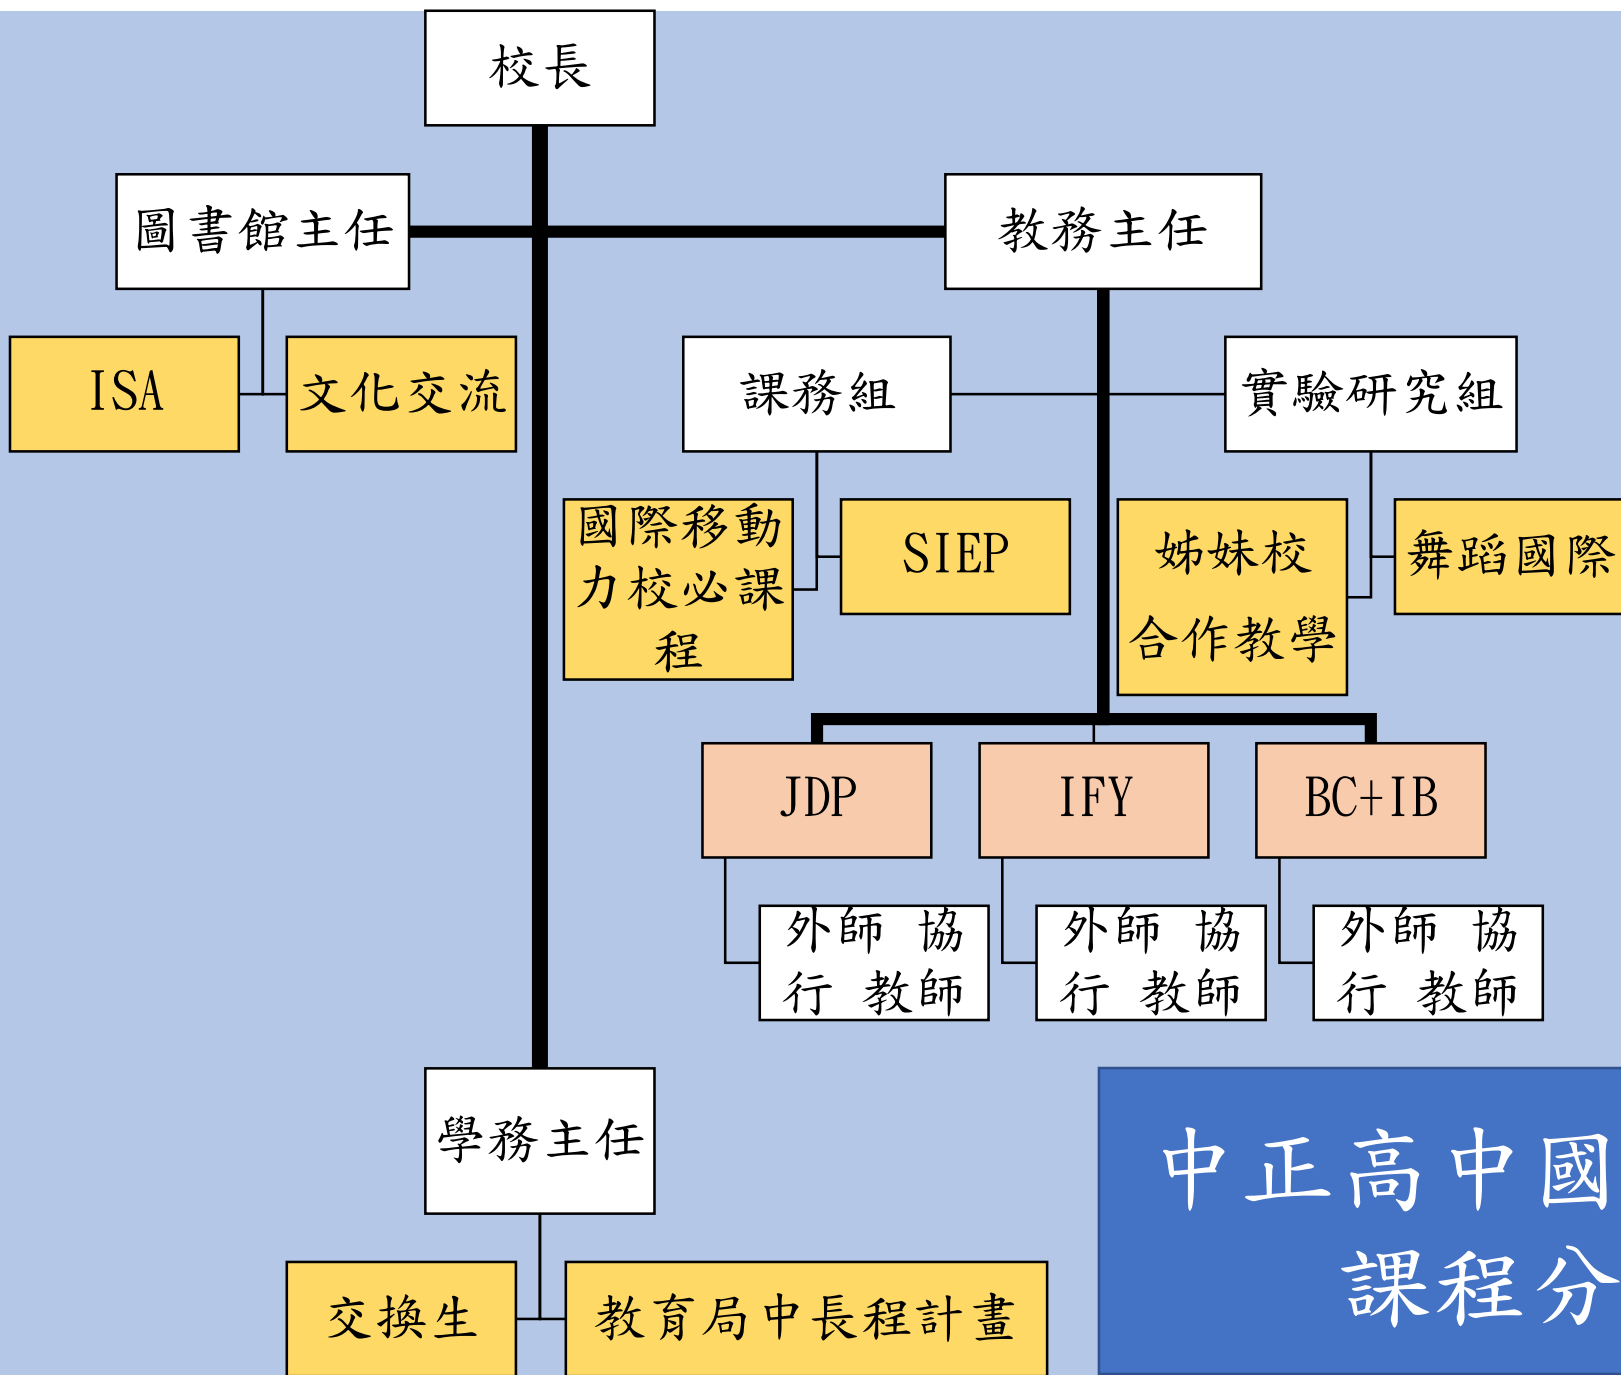 校長
圖書館主任
教務主任
ISA
文化交流
課務組
實驗研究組
國際移動
力校必課
程
SIEP
姊妹校
合作教學
舞蹈國際
JDP
IFY
BC+IB
外師 協
行 教師
外師 協
行 教師
外師 協
行 教師
學務主任
交換生
教育局中長程計畫
中正高中國
課程分